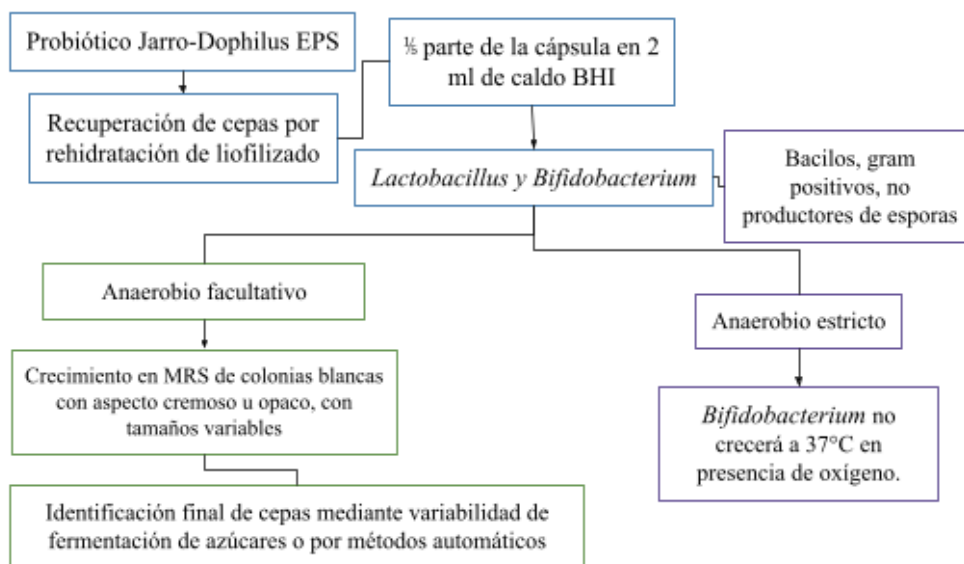 Probiótico Jarro-Dophilus EPS
⅕ parte de la cápsula en 2
ml de caldo BHI
Recuperación de cepas por
rehidratación de liofilizado
Lactobacillus y Bifidobacterium
Bacilos, gram
positivos, no
productores de esporas
Anaerobio facultativo
Anaerobio estricto
Crecimiento en MRS de colonias blancas
con aspecto cremoso u opaco, con
tamaños variables
Bifidobacterium no
crecerá a 37°C en
presencia de oxígeno.
Identificación final de cepas mediante variabilidad de
fermentación de azúcares o por métodos automáticos